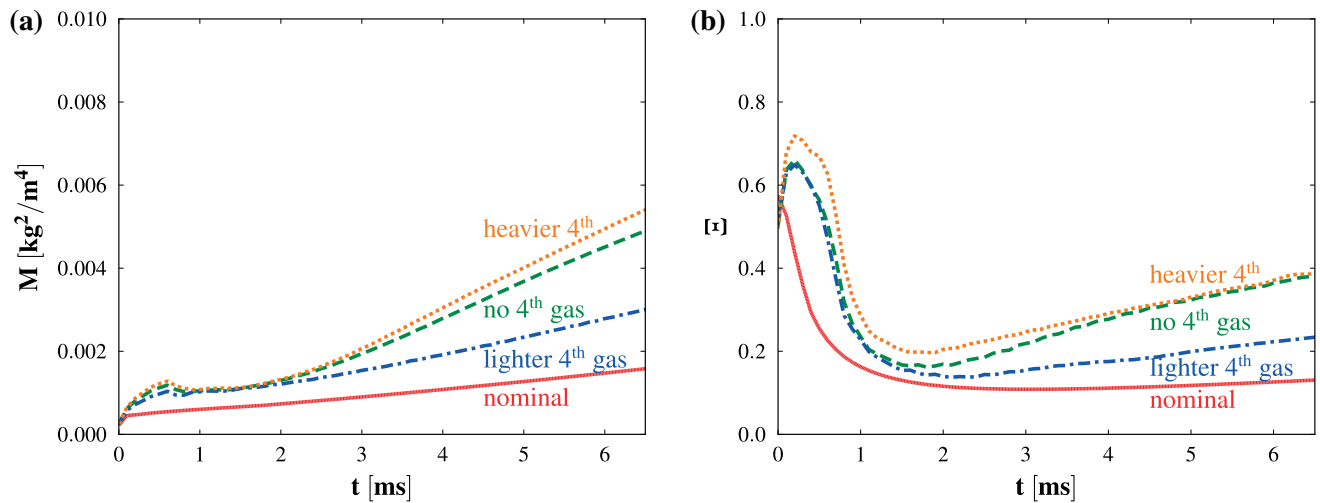 (a)
M [kg²/m⁴]
0.010
0.008
0.006
0.004
0.002
0.000
heavier 4ᵗʰ
no 4ᵗʰ gas
lighter 4ᵗʰ gas
nominal
0 1 2 3 4 5 6
t [ms]
(b)
Ξ
1.0
0.8
0.6
0.4
0.2
0.0
heavier 4ᵗʰ
no 4ᵗʰ gas
lighter 4ᵗʰ gas
nominal
0 1 2 3 4 5 6
t [ms]